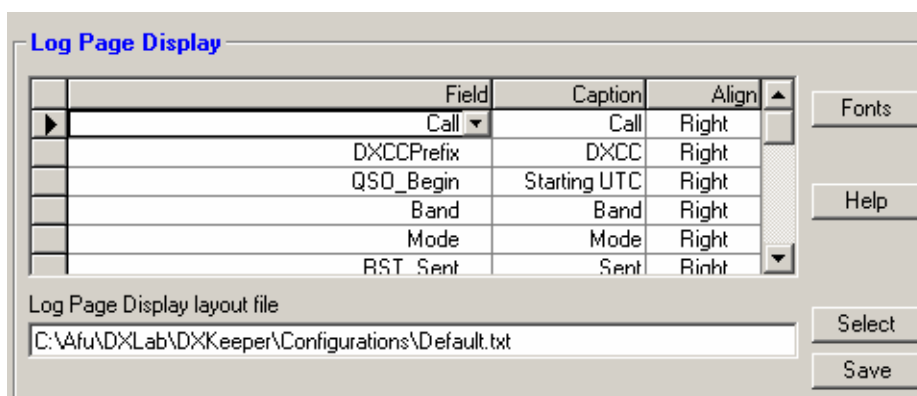 Log Page Display
Field Caption Align
Call Call Right
DXCCPrefix DXCC Right
QSO_Begin Starting UTC Right
Band Band Right
Mode Mode Right
RST_Sent Sent Right
Fonts
Help
Log Page Display layout file
C:\Afu\DXLab\DXKeeper\Configurations\Default.txt
Select
Save